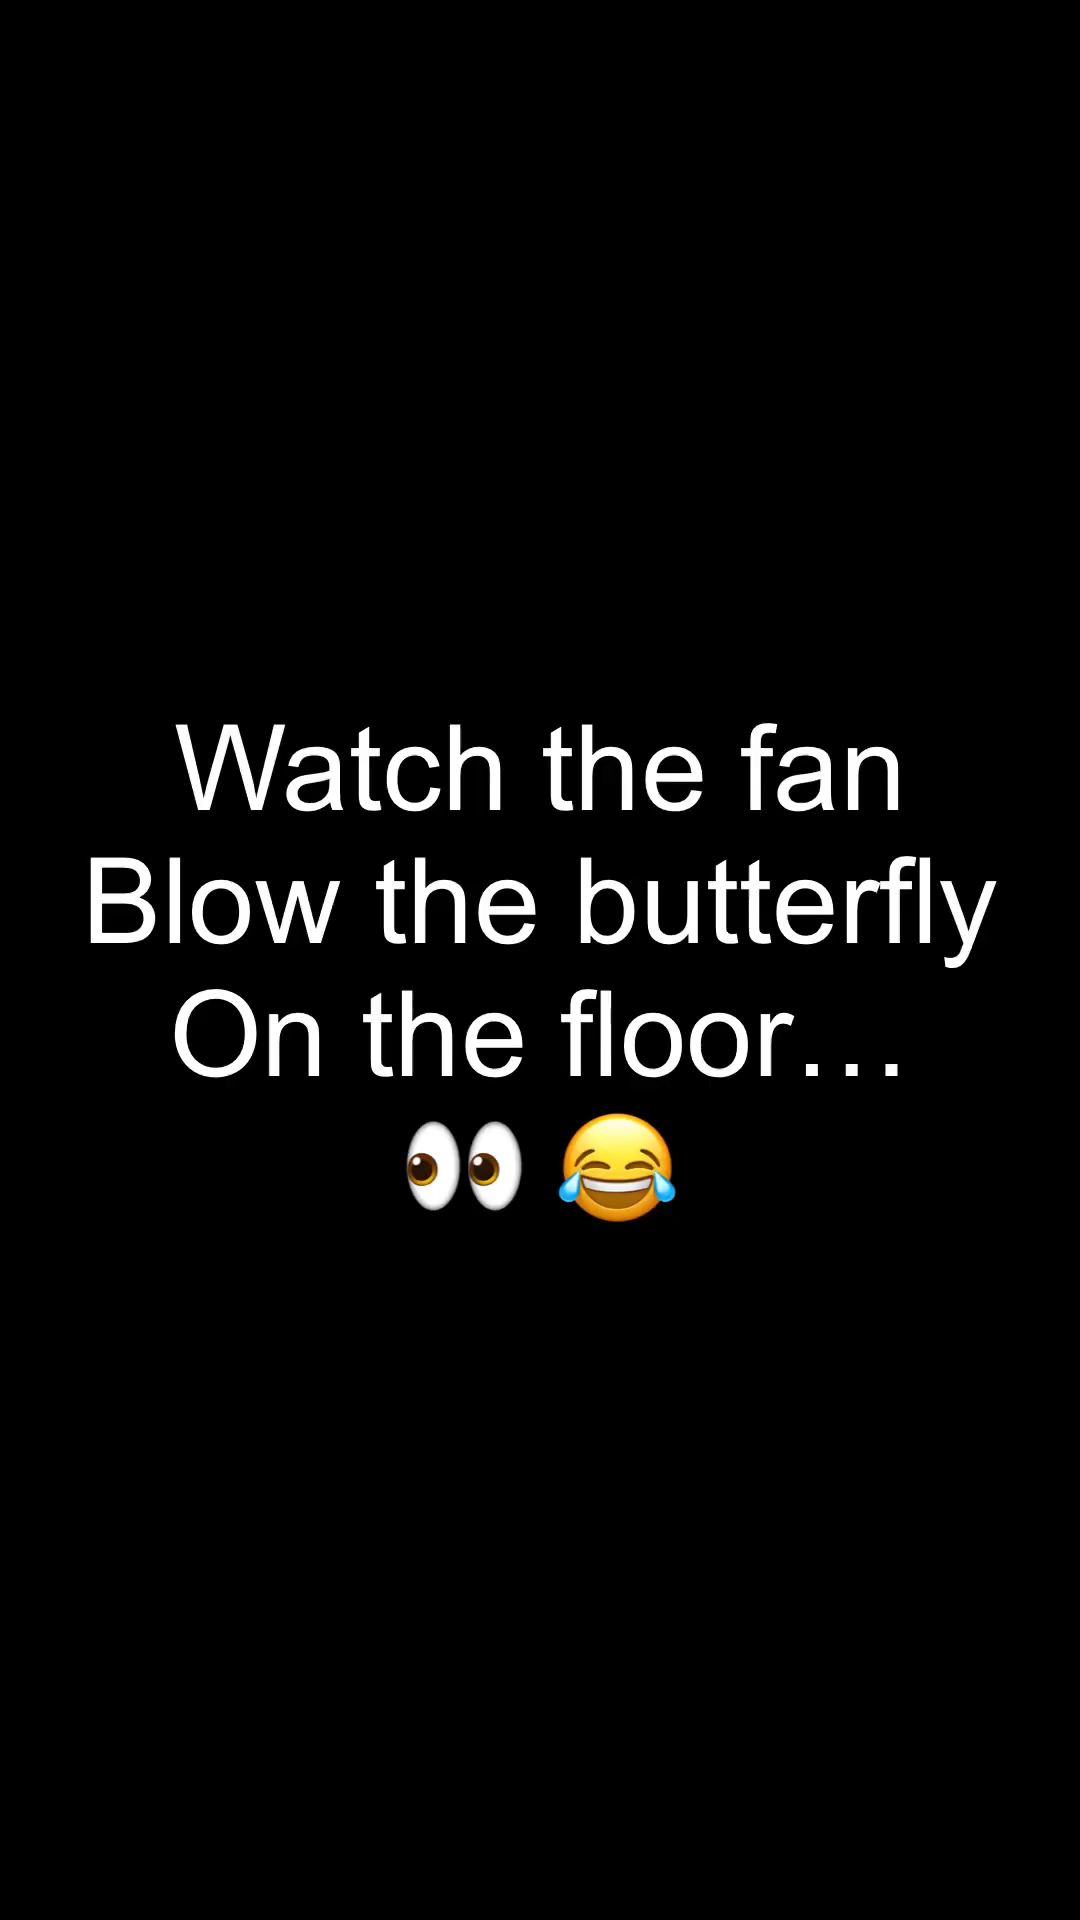 Watch the fan
Blow the butterfly
On the floor…
👀 😂